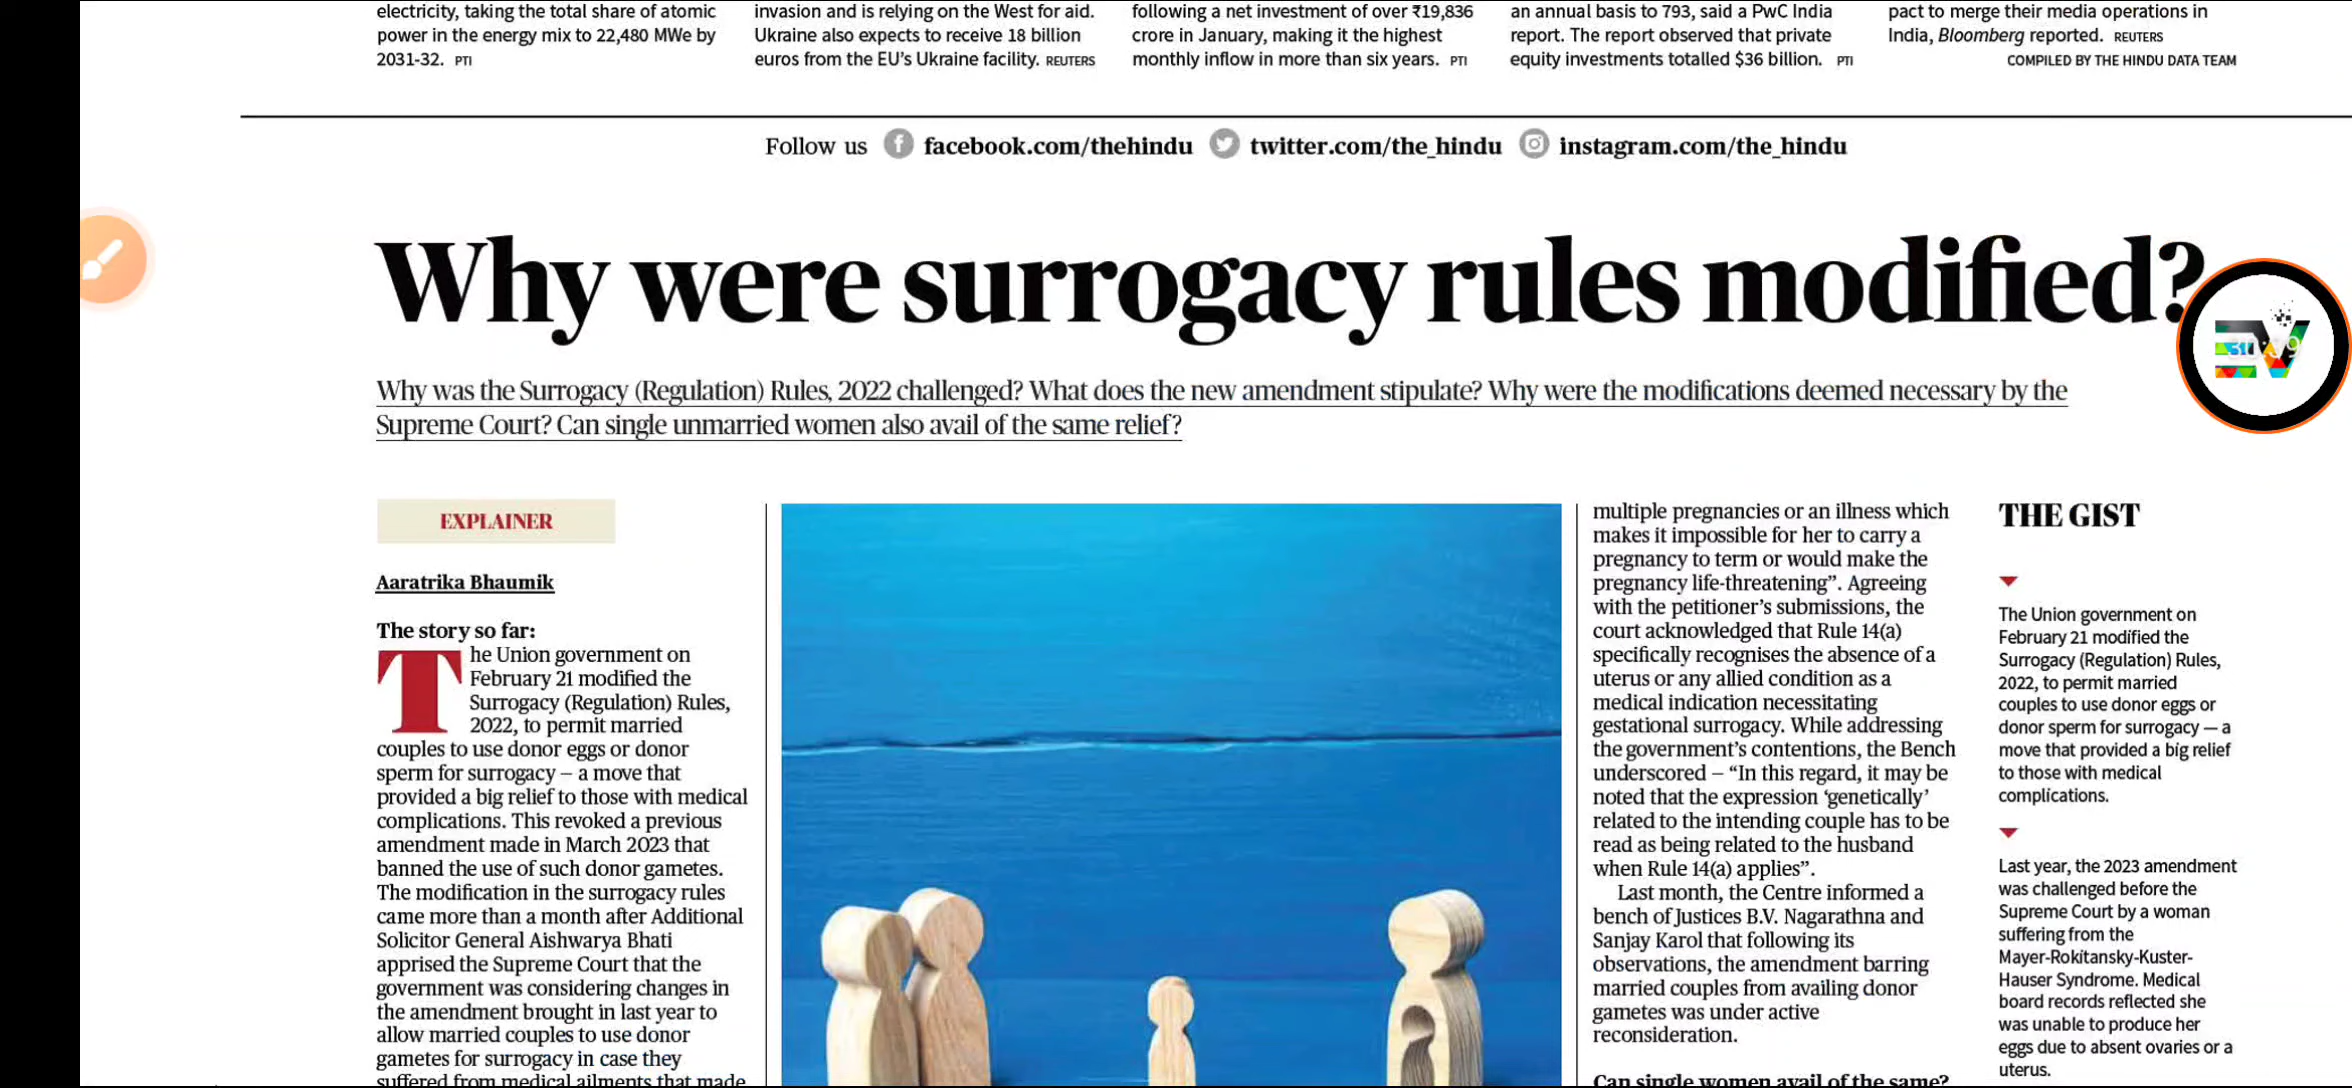 electricity, taking the total share of atomic
power in the energy mix to 22,480 MWe by
2031-32. PTI
invasion and is relying on the West for aid.
Ukraine also expects to receive 18 billion
euros from the EU's Ukraine facility. REUTERS
following a net investment of over ₹19,836
crore in January, making it the highest
monthly inflow in more than six years. PTI
an annual basis to 793, said a PwC India
report. The report observed that private
equity investments totalled $36 billion. PTI
pact to merge their media operations in
India, Bloomberg reported. REUTERS
COMPILED BY THE HINDU DATA TEAM
Follow us facebook.com/thehindu twitter.com/the_hindu instagram.com/the_hindu
Why were surrogacy rules modified?
Why was the Surrogacy (Regulation) Rules, 2022 challenged? What does the new amendment stipulate? Why were the modifications deemed necessary by the
Supreme Court? Can single unmarried women also avail of the same relief?
EXPLAINER
Aaratrika Bhaumik
The story so far:
The Union government on
February 21 modified the
Surrogacy (Regulation) Rules,
2022, to permit married
couples to use donor eggs or donor
sperm for surrogacy — a move that
provided a big relief to those with medical
complications. This revoked a previous
amendment made in March 2023 that
banned the use of such donor gametes.
The modification in the surrogacy rules
came more than a month after Additional
Solicitor General Aishwarya Bhati
apprised the Supreme Court that the
government was considering changes in
the amendment brought in last year to
allow married couples to use donor
gametes for surrogacy in case they
suffered from medical ailments that made
multiple pregnancies or an illness which
makes it impossible for her to carry a
pregnancy to term or would make the
pregnancy life-threatening”. Agreeing
with the petitioner's submissions, the
court acknowledged that Rule 14(a)
specifically recognises the absence of a
uterus or any allied condition as a
medical indication necessitating
gestational surrogacy. While addressing
the government's contentions, the Bench
underscored — “In this regard, it may be
noted that the expression ‘genetically’
related to the intending couple has to be
read as being related to the husband
when Rule 14(a) applies”.
Last month, the Centre informed a
bench of Justices B.V. Nagarathna and
Sanjay Karol that following its
observations, the amendment barring
married couples from availing donor
gametes was under active
reconsideration.
Can single women avail of the same?
THE GIST
The Union government on
February 21 modified the
Surrogacy (Regulation) Rules,
2022, to permit married
couples to use donor eggs or
donor sperm for surrogacy — a
move that provided a big relief
to those with medical
complications.
Last year, the 2023 amendment
was challenged before the
Supreme Court by a woman
suffering from the
Mayer-Rokitansky-Kuster-
Hauser Syndrome. Medical
board records reflected she
was unable to produce her
eggs due to absent ovaries or a
uterus.